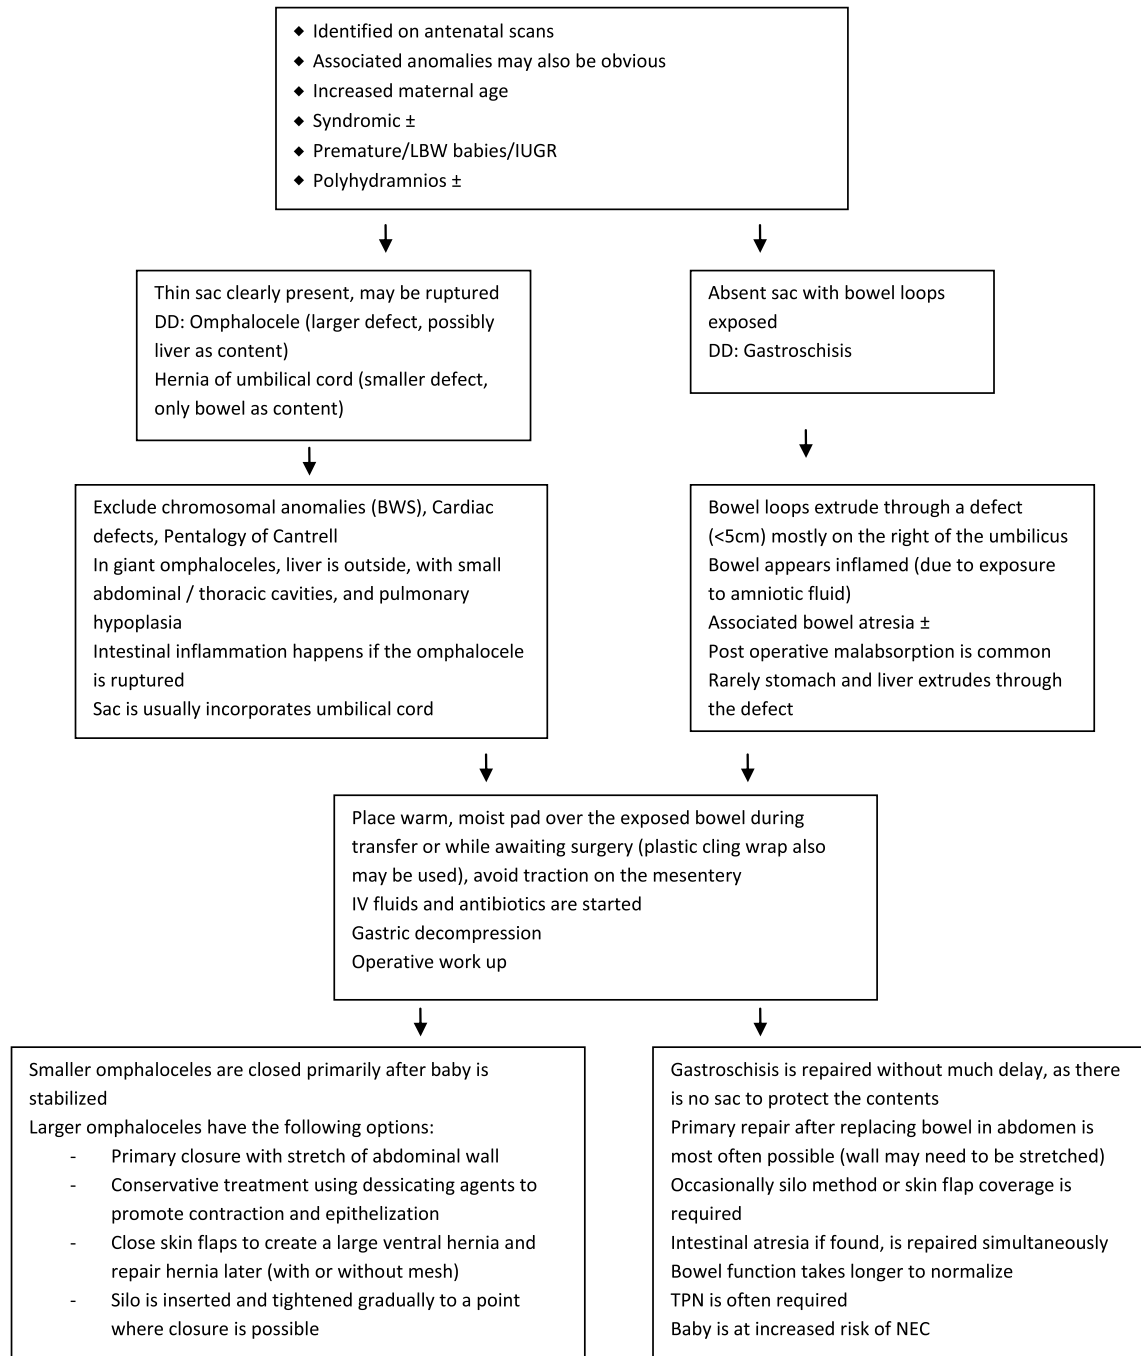 ◆ Identified on antenatal scans
◆ Associated anomalies may also be obvious
◆ Increased maternal age
◆ Syndromic ±
◆ Premature/LBW babies/IUGR
◆ Polyhydramnios ±
Thin sac clearly present, may be ruptured
DD: Omphalocele (larger defect, possibly
liver as content)
Hernia of umbilical cord (smaller defect,
only bowel as content)
Absent sac with bowel loops
exposed
DD: Gastroschisis
Exclude chromosomal anomalies (BWS), Cardiac
defects, Pentalogy of Cantrell
In giant omphaloceles, liver is outside, with small
abdominal / thoracic cavities, and pulmonary
hypoplasia
Intestinal inflammation happens if the omphalocele
is ruptured
Sac is usually incorporates umbilical cord
Bowel loops extrude through a defect
(<5cm) mostly on the right of the umbilicus
Bowel appears inflamed (due to exposure
to amniotic fluid)
Associated bowel atresia ±
Post operative malabsorption is common
Rarely stomach and liver extrudes through
the defect
Place warm, moist pad over the exposed bowel during
transfer or while awaiting surgery (plastic cling wrap also
may be used), avoid traction on the mesentery
IV fluids and antibiotics are started
Gastric decompression
Operative work up
Smaller omphaloceles are closed primarily after baby is
stabilized
Larger omphaloceles have the following options:
- Primary closure with stretch of abdominal wall
- Conservative treatment using dessicating agents to
promote contraction and epithelization
- Close skin flaps to create a large ventral hernia and
repair hernia later (with or without mesh)
- Silo is inserted and tightened gradually to a point
where closure is possible
Gastroschisis is repaired without much delay, as there
is no sac to protect the contents
Primary repair after replacing bowel in abdomen is
most often possible (wall may need to be stretched)
Occasionally silo method or skin flap coverage is
required
Intestinal atresia if found, is repaired simultaneously
Bowel function takes longer to normalize
TPN is often required
Baby is at increased risk of NEC